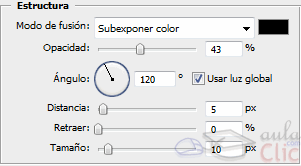 Estructura
Modo de fusión: Subexponer color
Opacidad: 43 %
Ángulo: 120 ° Usar luz global
Distancia: 5 px
Retraer: 0 %
Tamaño: 10 px
aulaClic